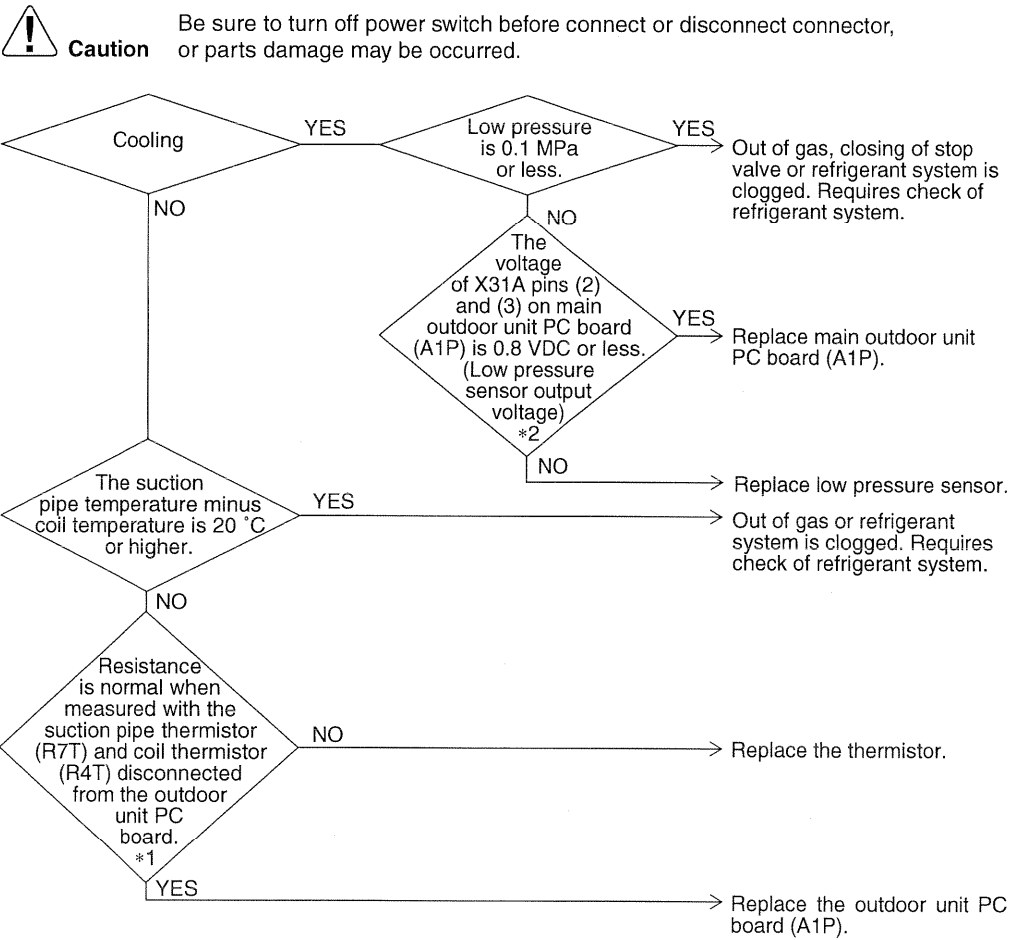 Be sure to turn off power switch before connect or disconnect connector,
Caution or parts damage may be occurred.
Cooling
YES
Low pressure
is 0.1 MPa
or less.
YES
Out of gas, closing of stop
valve or refrigerant system is
clogged. Requires check of
refrigerant system.
NO
NO
The
voltage
of X31A pins (2)
and (3) on main
outdoor unit PC board
(A1P) is 0.8 VDC or less.
(Low pressure
sensor output
voltage)
*2
YES
Replace main outdoor unit
PC board (A1P).
NO
Replace low pressure sensor.
The suction
pipe temperature minus
coil temperature is 20 °C
or higher.
YES
Out of gas or refrigerant
system is clogged. Requires
check of refrigerant system.
NO
Resistance
is normal when
measured with the
suction pipe thermistor
(R7T) and coil thermistor
(R4T) disconnected
from the outdoor
unit PC
board.
*1
NO
Replace the thermistor.
YES
Replace the outdoor unit PC
board (A1P).